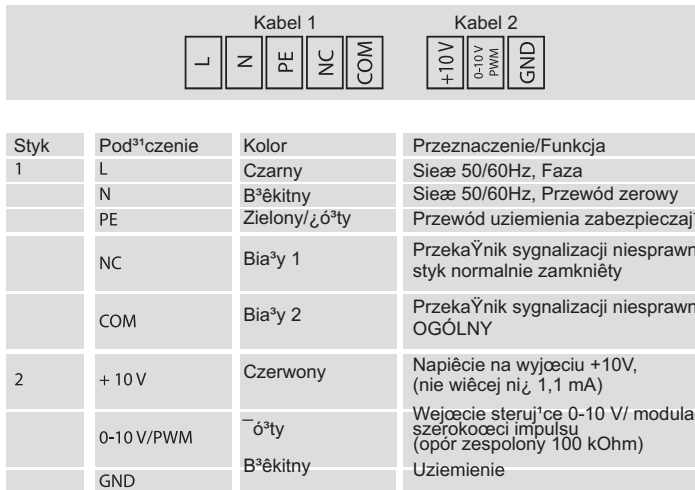 Kabel 1 Kabel 2
L N PE NC COM +10 V 0-10 V PWM GND
Styk Pod³¹czenie Kolor Przeznaczenie/Funkcja
1 L Czarny Sieæ 50/60Hz, Faza
N B³êkitny Sieæ 50/60Hz, Przewód zerowy
PE Zielony/¿ó³ty Przewód uziemienia zabezpieczaj
NC Bia³y 1 PrzekaŸnik sygnalizacji niesprawn
styk normalnie zamkniêty
COM Bia³y 2 PrzekaŸnik sygnalizacji niesprawn
OGÓLNY
2 + 10 V Czerwony Napiêcie na wyjœciu +10V,
(nie wiêcej ni¿ 1,1 mA)
0-10 V/PWM ¯ó³ty Wejœcie steruj¹ce 0-10 V/ modula
szerokoœci impulsu
(opór zespolony 100 kOhm)
GND B³êkitny Uziemienie